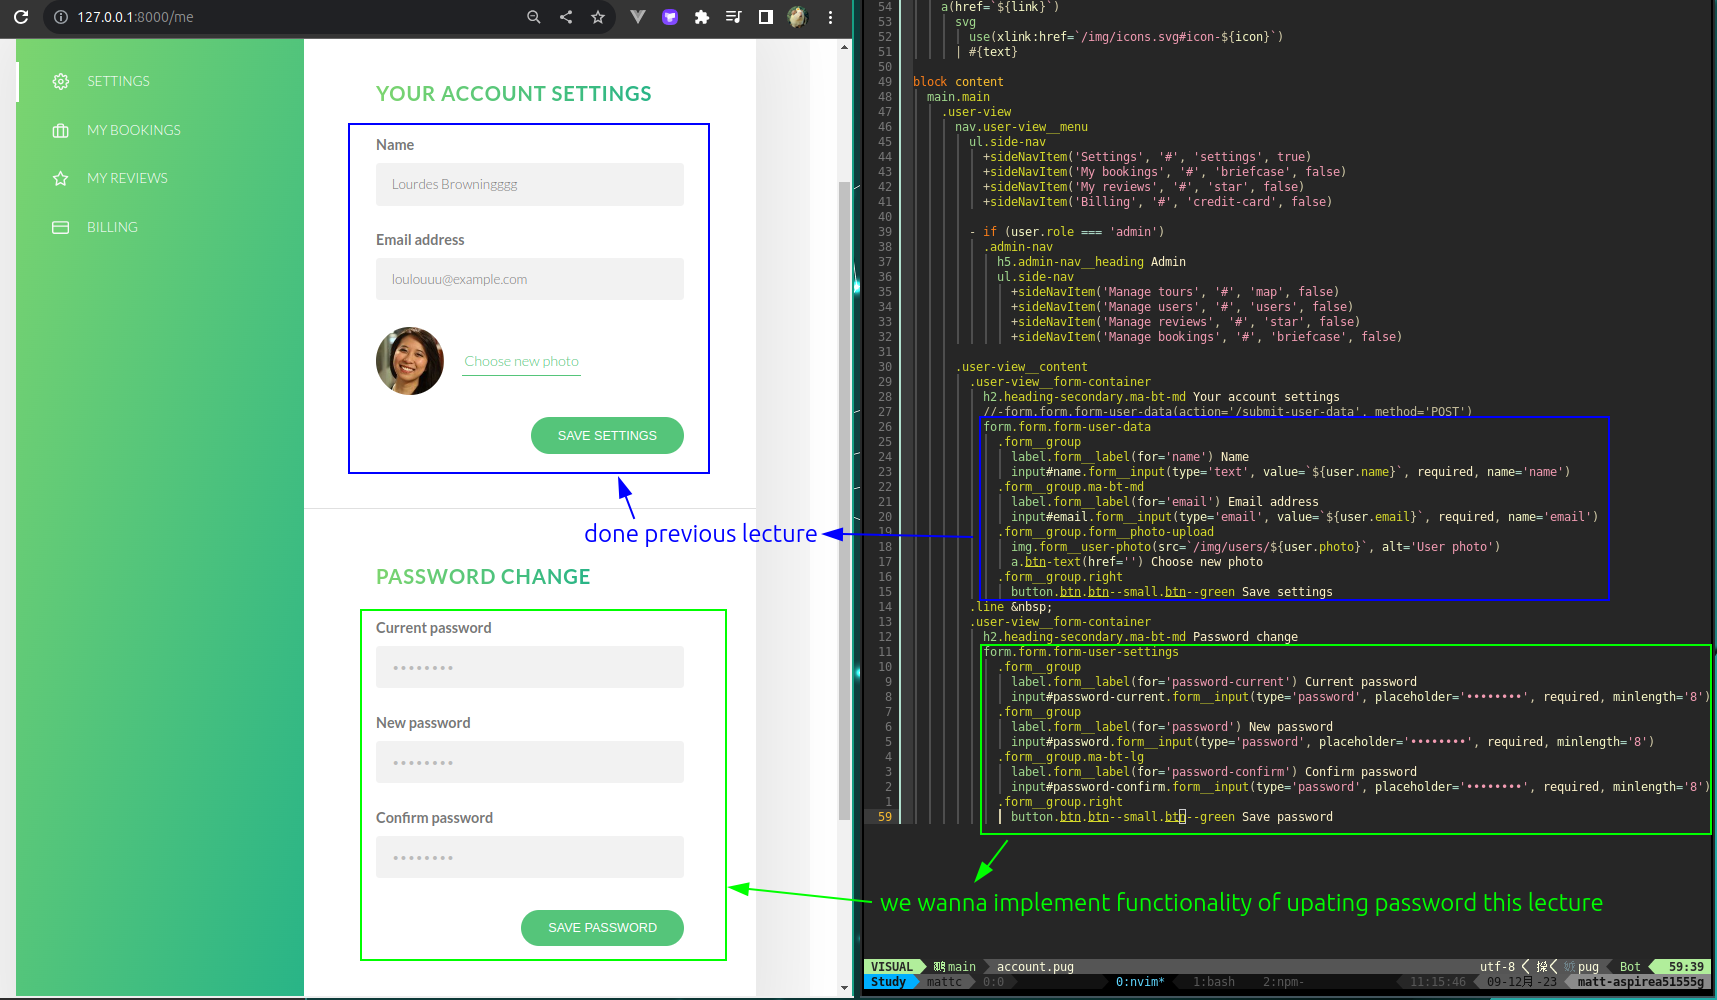 127.0.0.1:8000/me
SETTINGS
MY BOOKINGS
MY REVIEWS
BILLING
YOUR ACCOUNT SETTINGS
Name
Lourdes Browningggg
Email address
loulouuu@example.com
Choose new photo
SAVE SETTINGS
done previous lecture
PASSWORD CHANGE
Current password
••••••••
New password
••••••••
Confirm password
••••••••
SAVE PASSWORD
54 a(href=`${link}`)
53 svg
52 use(xlink:href=`/img/icons.svg#icon-${icon}`)
51 | #{text}
50
49 block content
48 main.main
47 .user-view
46 nav.user-view__menu
45 ul.side-nav
44 +sideNavItem('Settings', '#', 'settings', true)
43 +sideNavItem('My bookings', '#', 'briefcase', false)
42 +sideNavItem('My reviews', '#', 'star', false)
41 +sideNavItem('Billing', '#', 'credit-card', false)
40
39 - if (user.role === 'admin')
38 .admin-nav
37 h5.admin-nav__heading Admin
36 ul.side-nav
35 +sideNavItem('Manage tours', '#', 'map', false)
34 +sideNavItem('Manage users', '#', 'users', false)
33 +sideNavItem('Manage reviews', '#', 'star', false)
32 +sideNavItem('Manage bookings', '#', 'briefcase', false)
31
30 .user-view__content
29 .user-view__form-container
28 h2.heading-secondary.ma-bt-md Your account settings
27 //-form.form.form-user-data(action='/submit-user-data', method='POST')
26 form.form.form-user-data
25 .form__group
24 label.form__label(for='name') Name
23 input#name.form__input(type='text', value=`${user.name}`, required, name='name')
22 .form__group.ma-bt-md
21 label.form__label(for='email') Email address
20 input#email.form__input(type='email', value=`${user.email}`, required, name='email')
19 .form__group.form__photo-upload
18 img.form__user-photo(src=`/img/users/${user.photo}`, alt='User photo')
17 a.btn-text(href='') Choose new photo
16 .form__group.right
15 button.btn.btn--small.btn--green Save settings
14 .line &nbsp;
13 .user-view__form-container
12 h2.heading-secondary.ma-bt-md Password change
11 form.form.form-user-settings
10 .form__group
9 label.form__label(for='password-current') Current password
8 input#password-current.form__input(type='password', placeholder='••••••••', required, minlength='8')
7 .form__group
6 label.form__label(for='password') New password
5 input#password.form__input(type='password', placeholder='••••••••', required, minlength='8')
4 .form__group.ma-bt-lg
3 label.form__label(for='password-confirm') Confirm password
2 input#password-confirm.form__input(type='password', placeholder='••••••••', required, minlength='8')
1 .form__group.right
59 button.btn.btn--small.btn--green Save password
we wanna implement functionality of upating password this lecture
VISUAL main account.pug utf-8 pug Bot 59:39
Study mattc 0:0 0:nvim* 1:bash 2:npm- 11:15:46 09-12月-23 matt-aspirea51555g